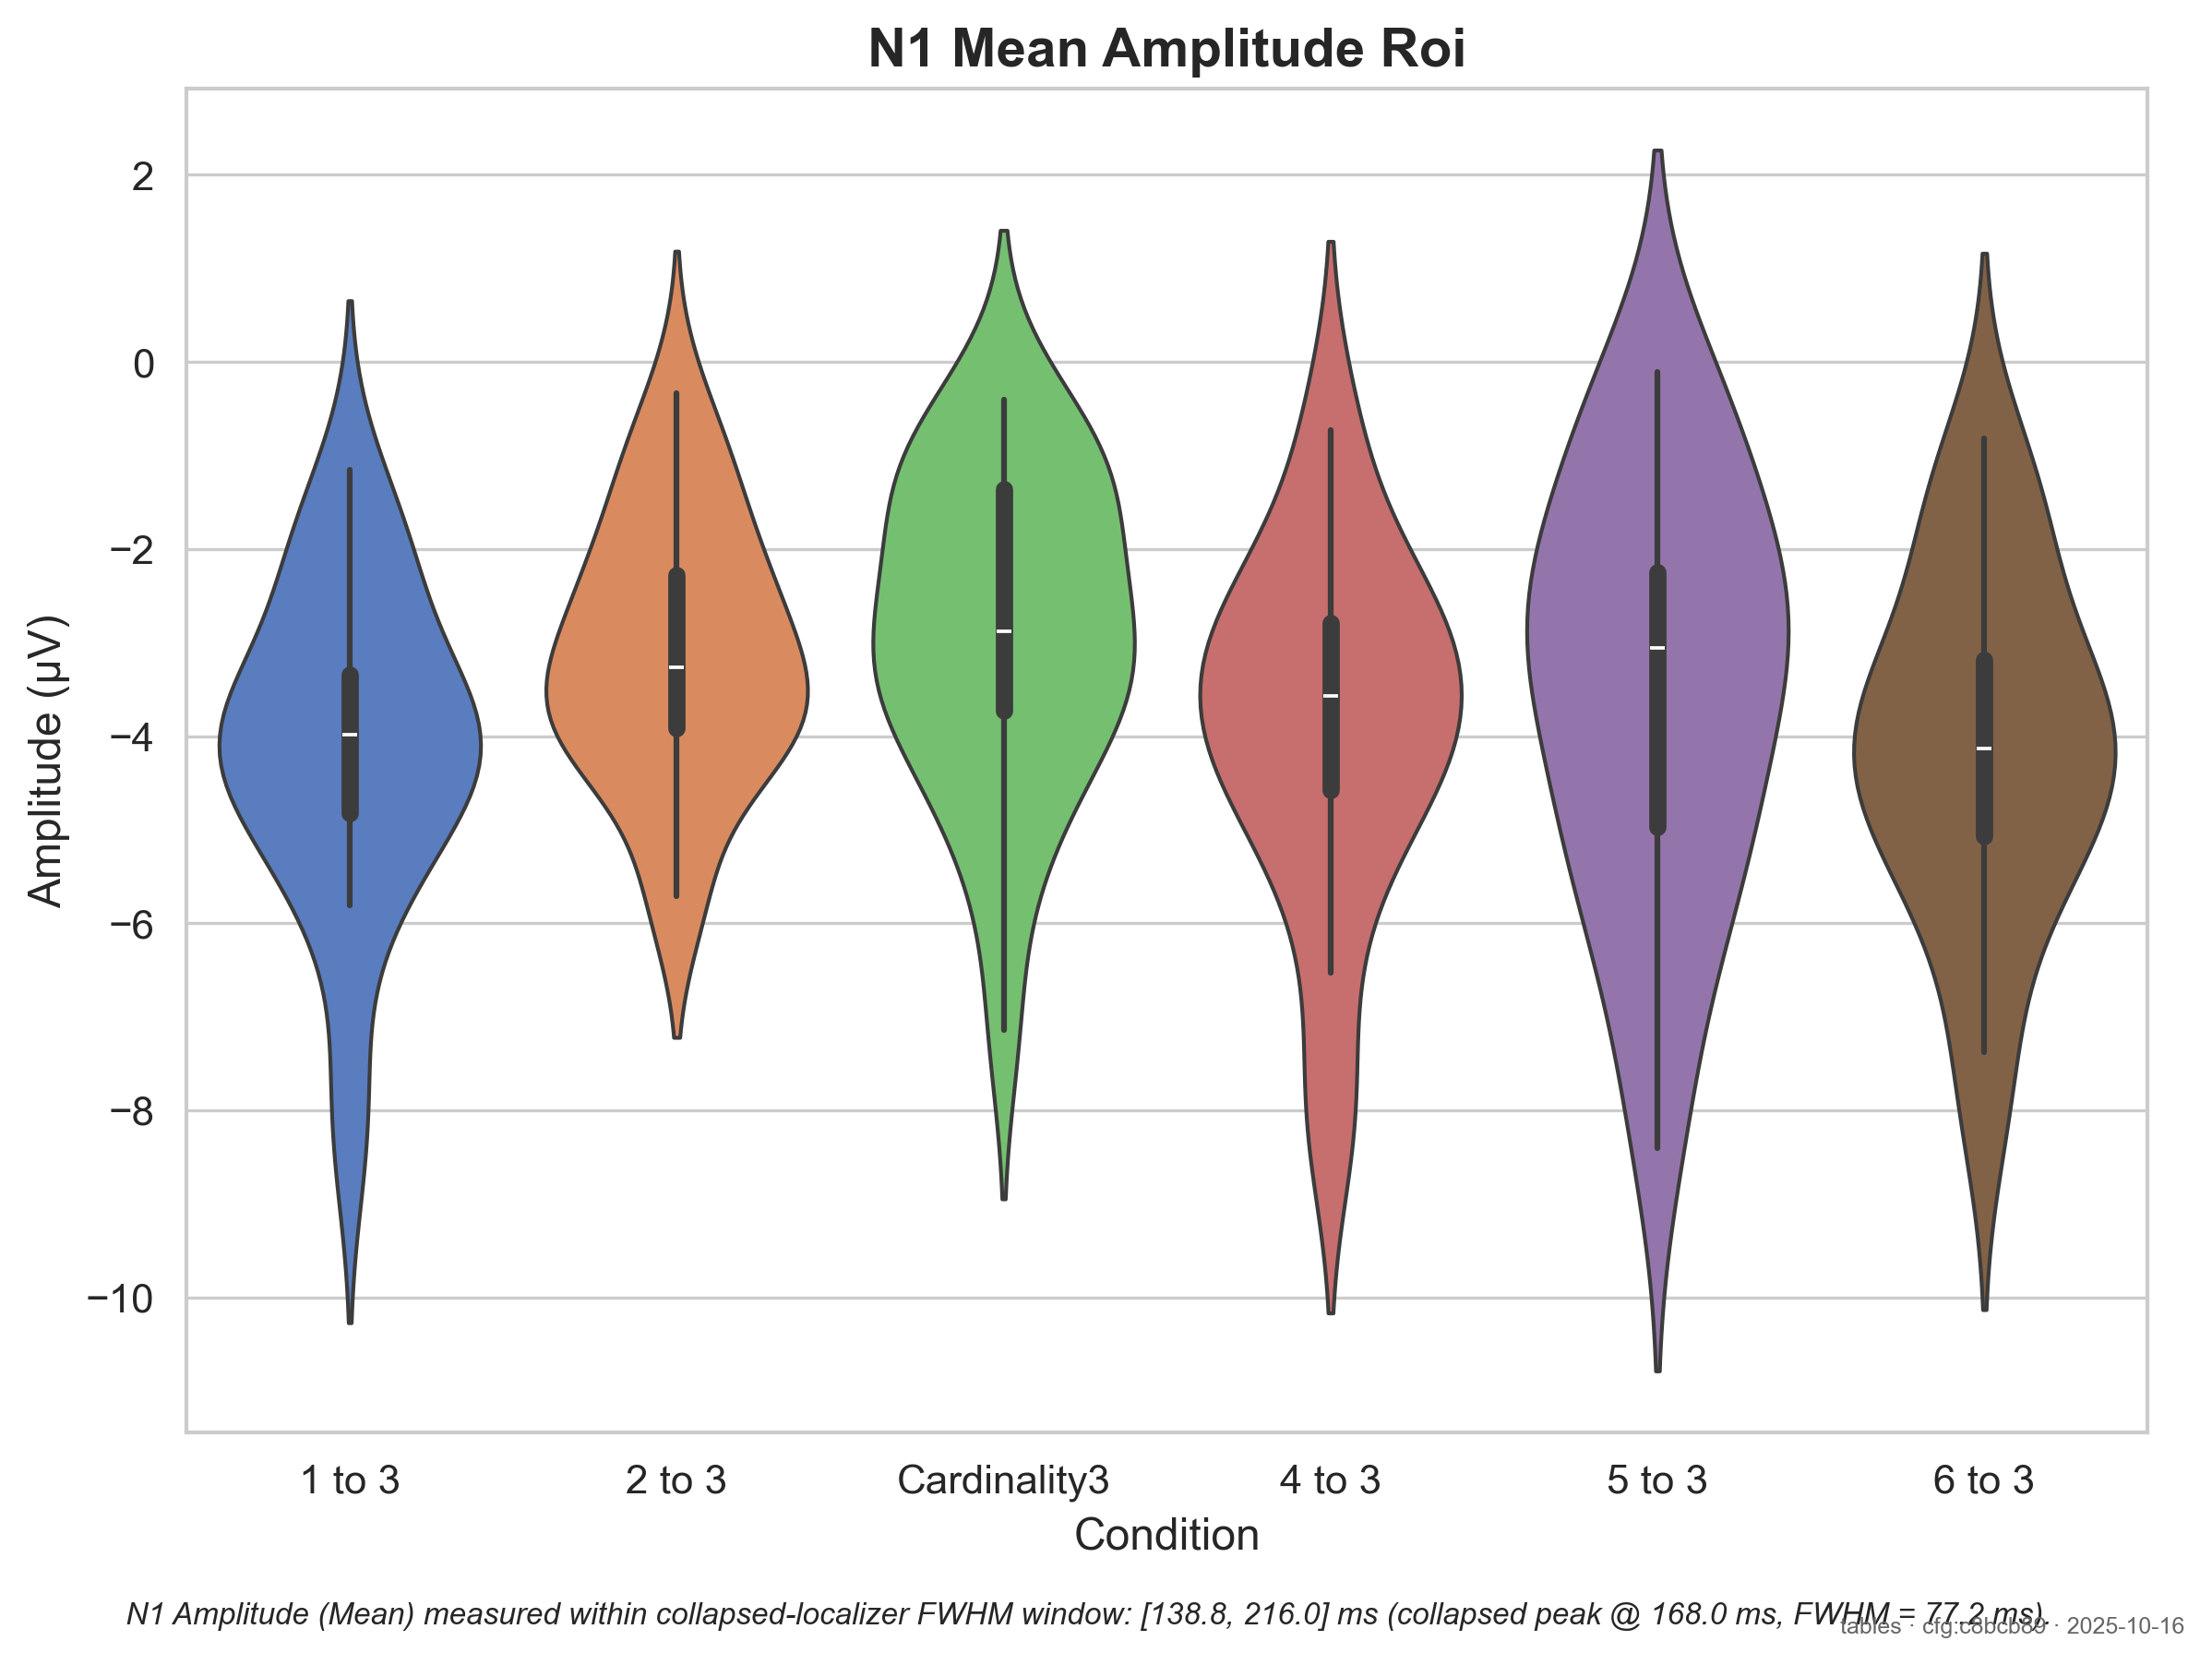 N1 Mean Amplitude Roi
2
0
−2
−4
−6
−8
−10
Amplitude (µV)
1 to 3 2 to 3 Cardinality3 4 to 3 5 to 3 6 to 3
Condition
N1 Amplitude (Mean) measured within collapsed-localizer FWHM window: [138.8, 216.0] ms (collapsed peak @ 168.0 ms, FWHM = 77.2 ms).
tables · cfg:c8bcb89 · 2025-10-16